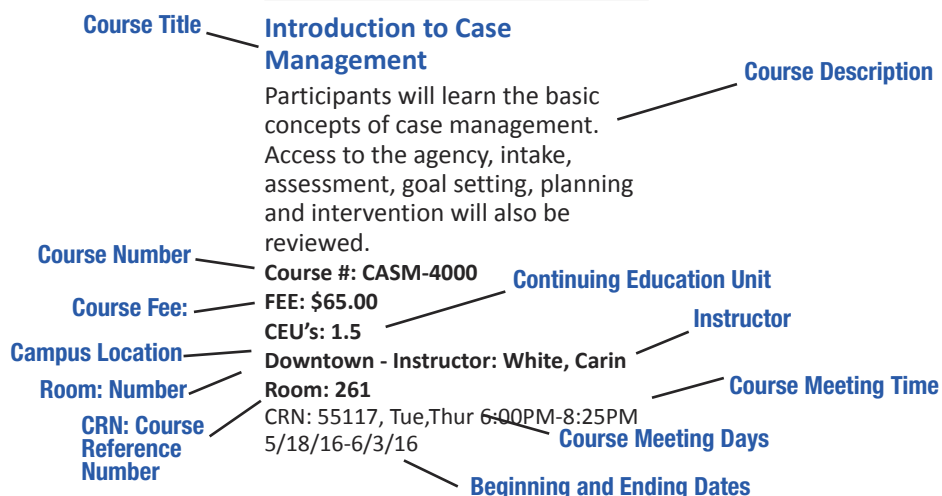 Course Title
Introduction to Case
Management
Course Description
Participants will learn the basic
concepts of case management.
Access to the agency, intake,
assessment, goal setting, planning
and intervention will also be
reviewed.
Course Number
Course #: CASM-4000
Continuing Education Unit
Course Fee:
FEE: $65.00
CEU's: 1.5
Instructor
Campus Location
Downtown - Instructor: White, Carin
Room: Number
Room: 261
Course Meeting Time
CRN: Course
Reference
Number
CRN: 55117, Tue,Thur 6:00PM-8:25PM
Course Meeting Days
5/18/16-6/3/16
Beginning and Ending Dates